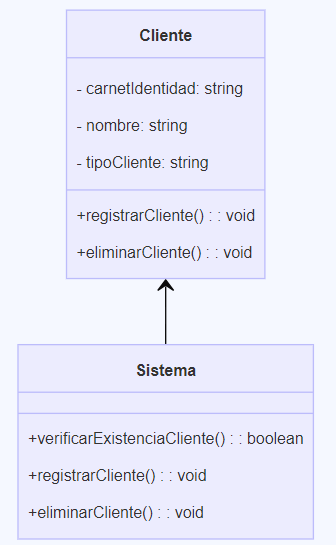 Cliente
- carnetIdentidad: string
- nombre: string
- tipoCliente: string
+registrarCliente() : : void
+eliminarCliente() : : void
Sistema
+verificarExistenciaCliente() : : boolean
+registrarCliente() : : void
+eliminarCliente() : : void